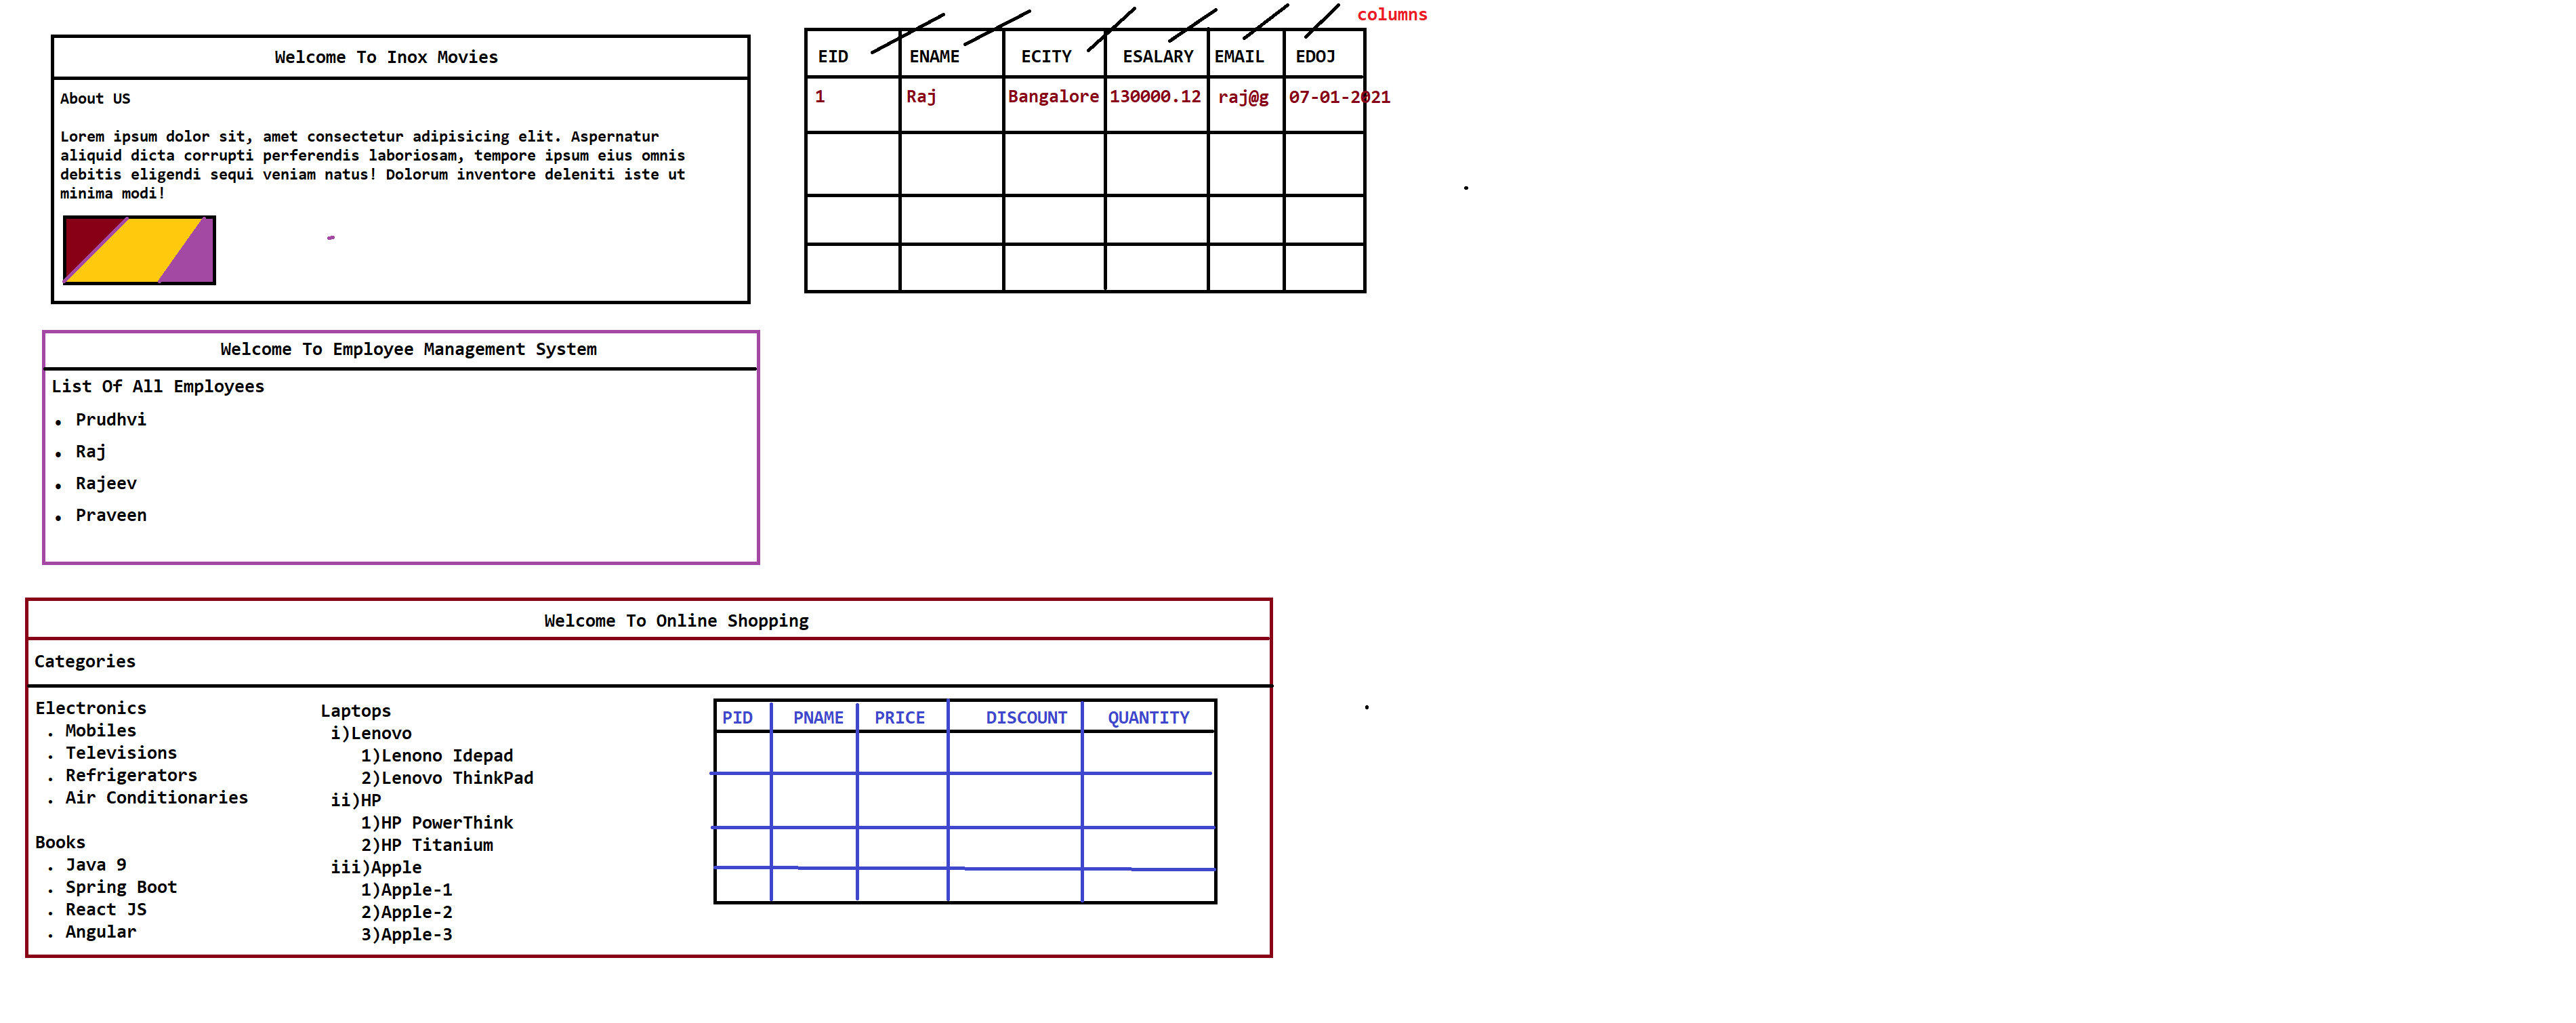 Welcome To Inox Movies
About US
Lorem ipsum dolor sit, amet consectetur adipisicing elit. Aspernatur
aliquid dicta corrupti perferendis laboriosam, tempore ipsum eius omnis
debitis eligendi sequi veniam natus! Dolorum inventore deleniti iste ut
minima modi!
columns
EID ENAME ECITY ESALARY EMAIL EDOJ
1 Raj Bangalore 130000.12 raj@g 07-01-2021
Welcome To Employee Management System
List Of All Employees
• Prudhvi
• Raj
• Rajeev
• Praveen
Welcome To Online Shopping
Categories
Electronics
. Mobiles
. Televisions
. Refrigerators
. Air Conditionaries
Books
. Java 9
. Spring Boot
. React JS
. Angular
Laptops
i)Lenovo
1)Lenono Idepad
2)Lenovo ThinkPad
ii)HP
1)HP PowerThink
2)HP Titanium
iii)Apple
1)Apple-1
2)Apple-2
3)Apple-3
PID PNAME PRICE DISCOUNT QUANTITY